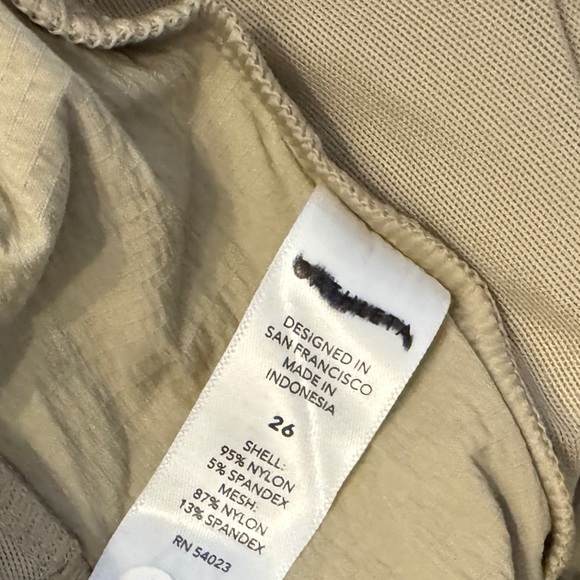 DESIGNED IN
SAN FRANCISCO
MADE IN
INDONESIA
26
SHELL:
95% NYLON
5% SPANDEX
MESH:
87% NYLON
13% SPANDEX
RN 54023